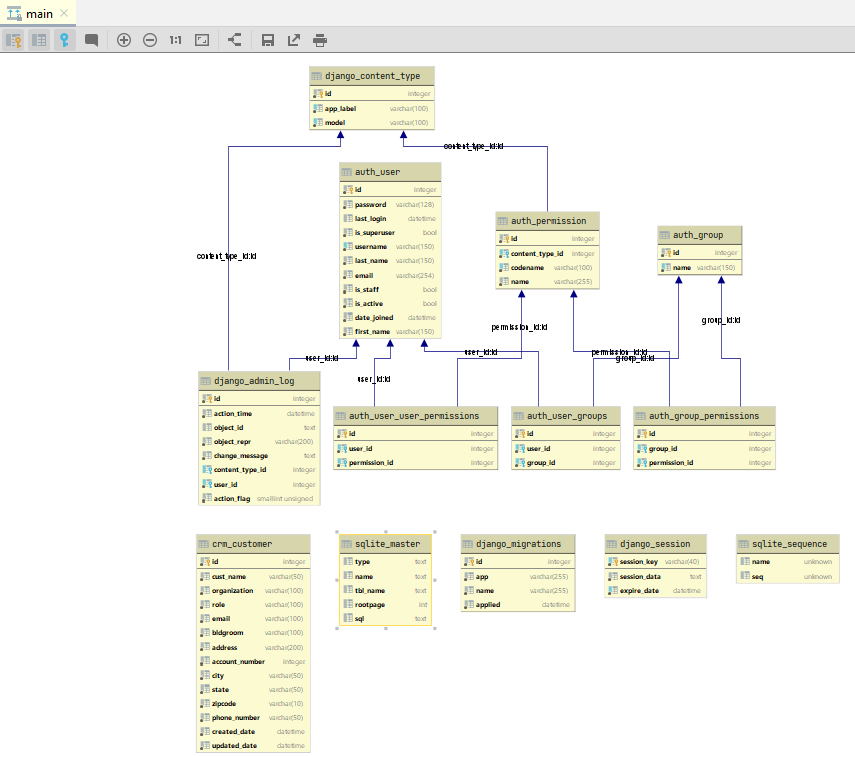 main
1:1
django_content_type
id integer
app_label varchar(100)
model varchar(100)
content_type_id:id
auth_user
id integer
password varchar(128)
last_login datetime
is_superuser bool
username varchar(150)
last_name varchar(150)
email varchar(254)
is_staff bool
is_active bool
date_joined datetime
first_name varchar(150)
auth_permission
id integer
content_type_id integer
codename varchar(100)
name varchar(255)
auth_group
id integer
name varchar(150)
content_type_id:id
permission_id:id
group_id:id
user_id:id
user_id:id
permission_id:id
group_id:id
user_id:id
django_admin_log
id integer
action_time datetime
object_id text
object_repr varchar(200)
change_message text
content_type_id integer
user_id integer
action_flag smallint unsigned
auth_user_user_permissions
id integer
user_id integer
permission_id integer
auth_user_groups
id integer
user_id integer
group_id integer
auth_group_permissions
id integer
group_id integer
permission_id integer
crm_customer
id integer
cust_name varchar(50)
organization varchar(100)
role varchar(100)
email varchar(100)
bldgroom varchar(100)
address varchar(200)
account_number integer
city varchar(50)
state varchar(50)
zipcode varchar(10)
phone_number varchar(50)
created_date datetime
updated_date datetime
sqlite_master
type text
name text
tbl_name text
rootpage int
sql text
django_migrations
id integer
app varchar(255)
name varchar(255)
applied datetime
django_session
session_key varchar(40)
session_data text
expire_date datetime
sqlite_sequence
name unknown
seq unknown